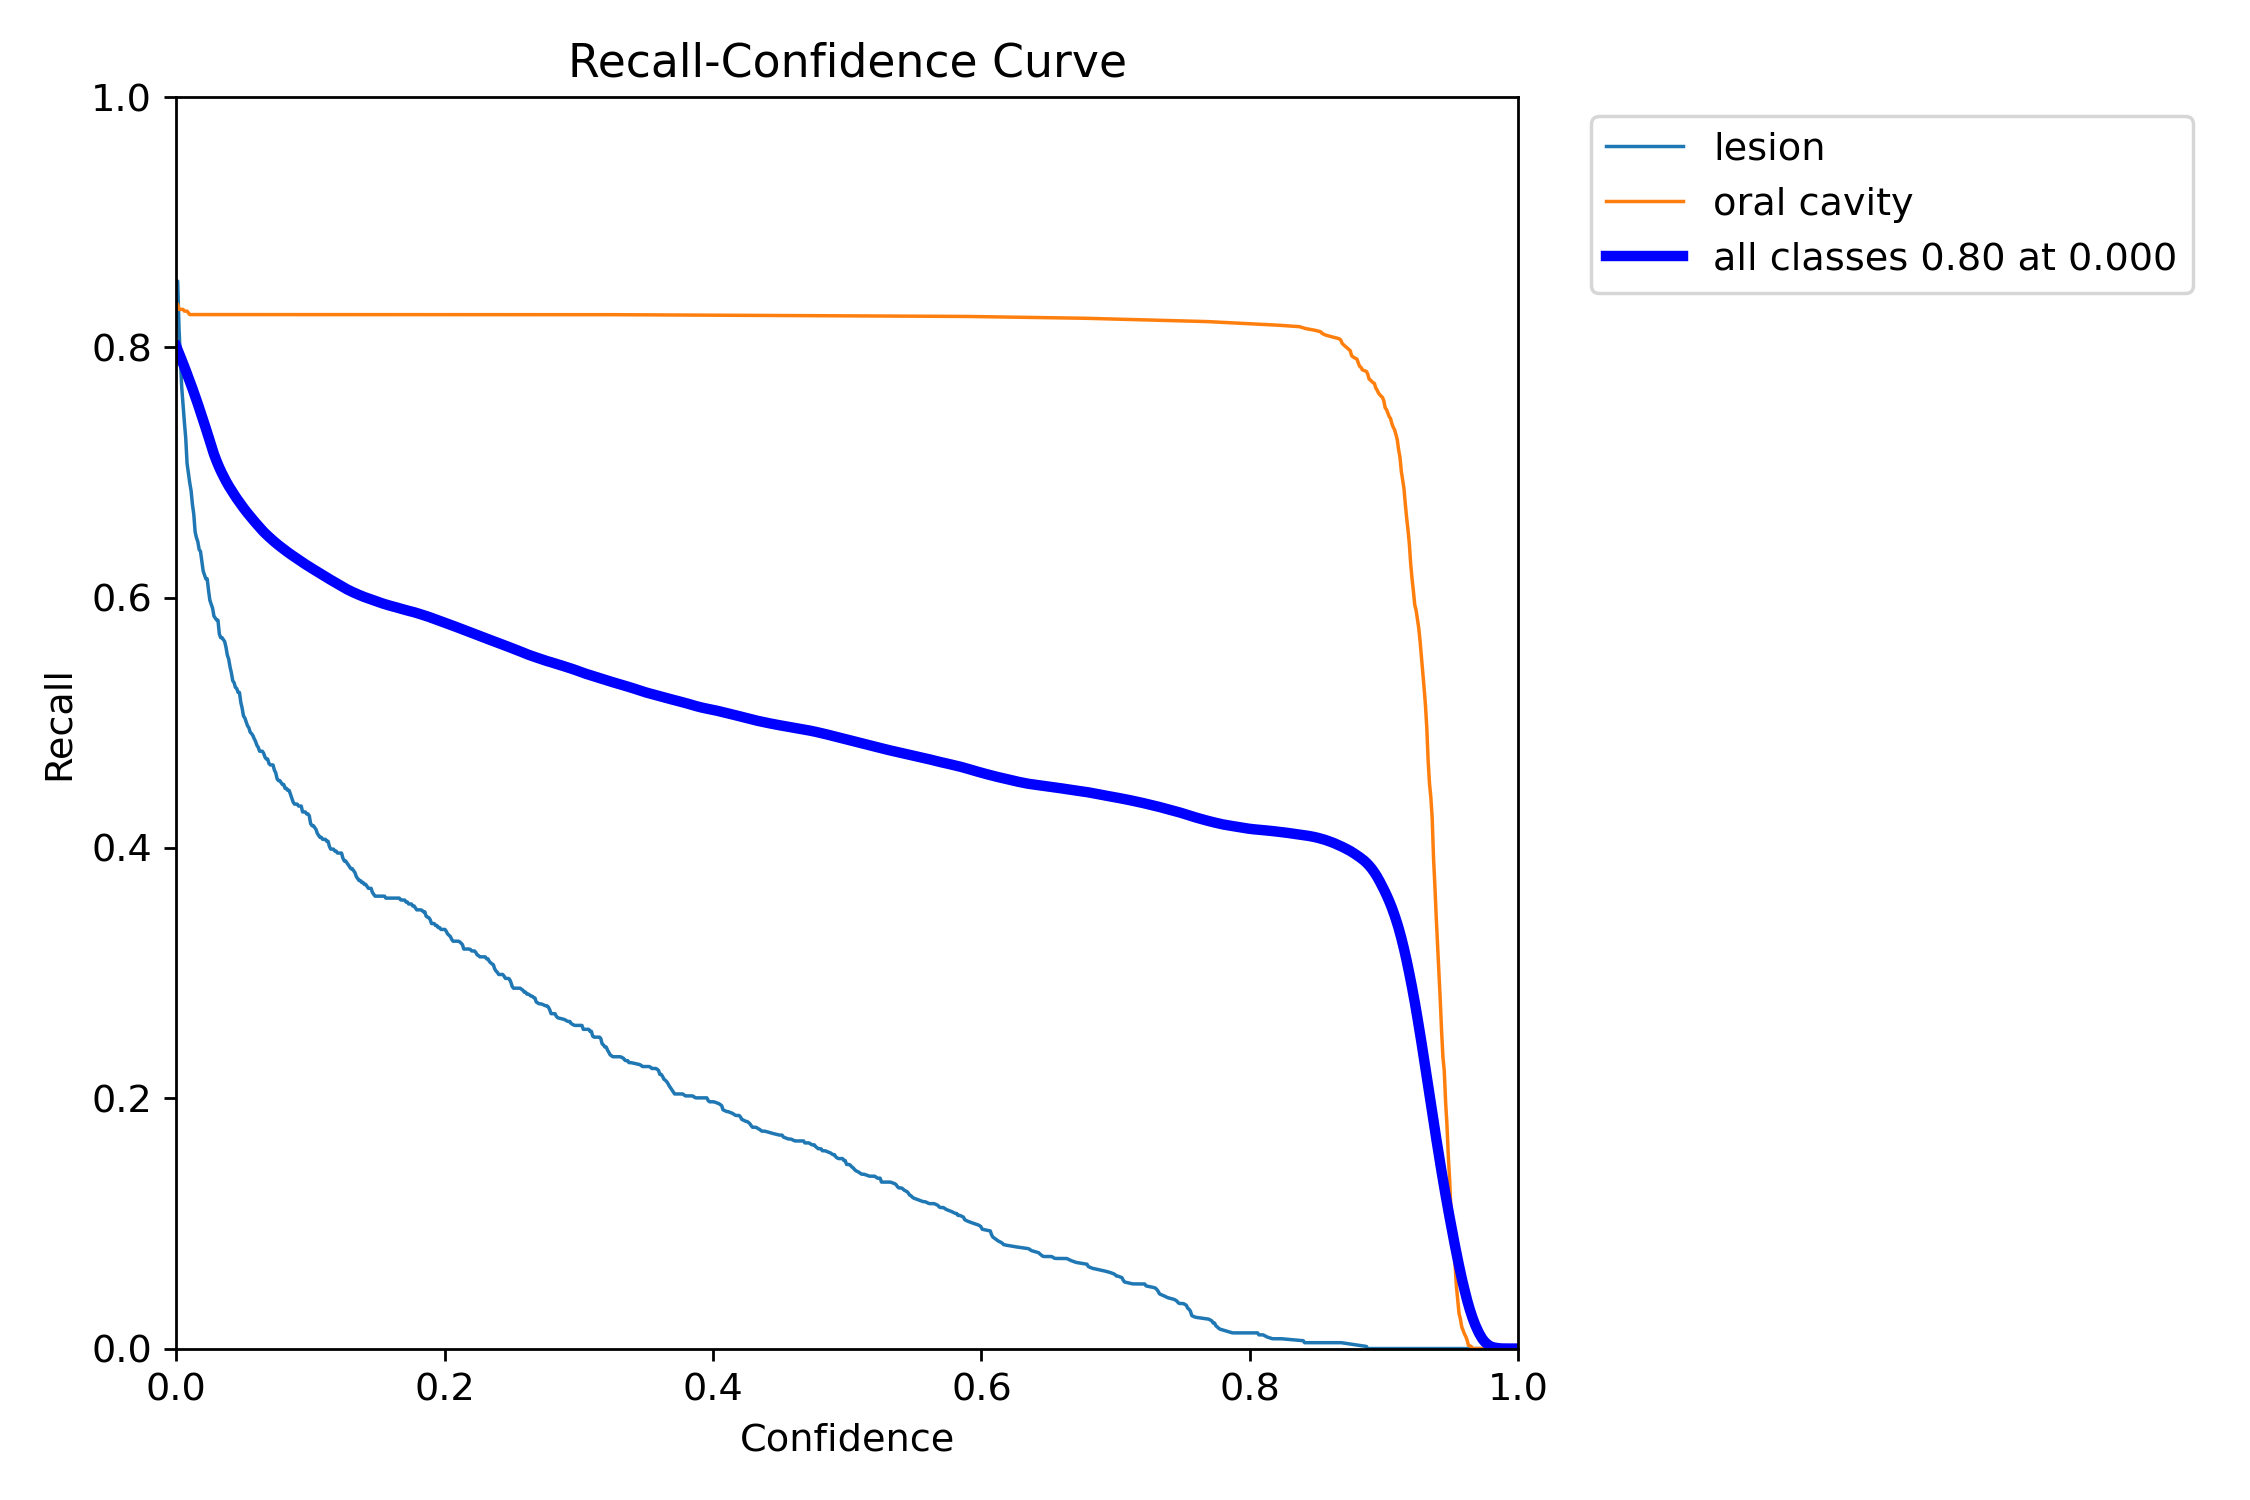 Recall-Confidence Curve
1.0
0.8
0.6
0.4
0.2
0.0
Recall
0.0 0.2 0.4 0.6 0.8 1.0
Confidence
lesion
oral cavity
all classes 0.80 at 0.000